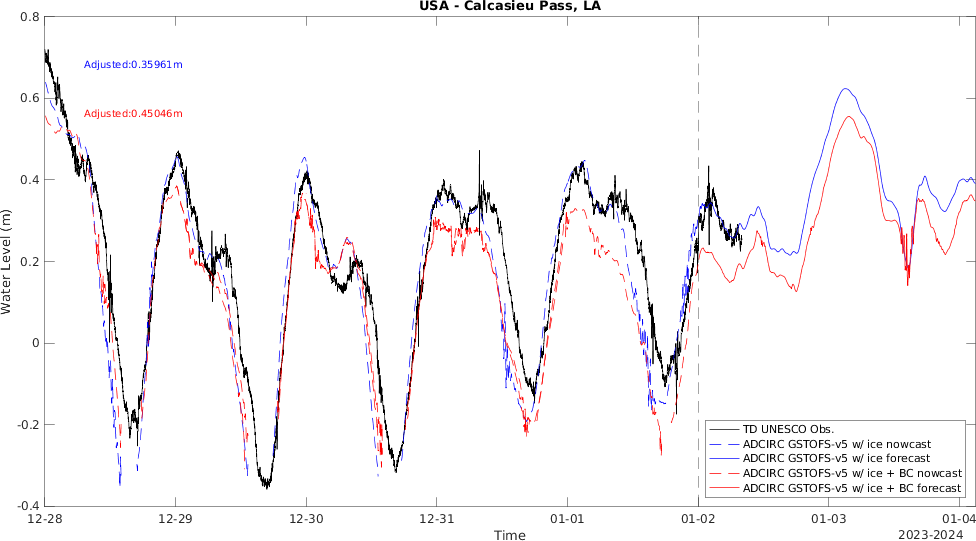 USA - Calcasieu Pass, LA
0.8
Adjusted:0.35961m
0.6
Adjusted:0.45046m
0.4
Water Level (m)
0.2
0
-0.2
-0.4
TD UNESCO Obs.
ADCIRC GSTOFS-v5 w/ ice nowcast
ADCIRC GSTOFS-v5 w/ ice forecast
ADCIRC GSTOFS-v5 w/ ice + BC nowcast
ADCIRC GSTOFS-v5 w/ ice + BC forecast
12-28 12-29 12-30 12-31 01-01 01-02 01-03 01-04
Time
2023-2024